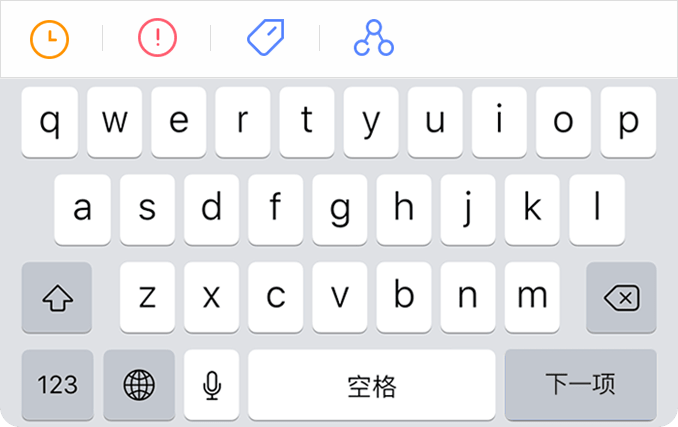 q w e r t y u i o p
a s d f g h j k l
z x c v b n m
123 空格 下一项